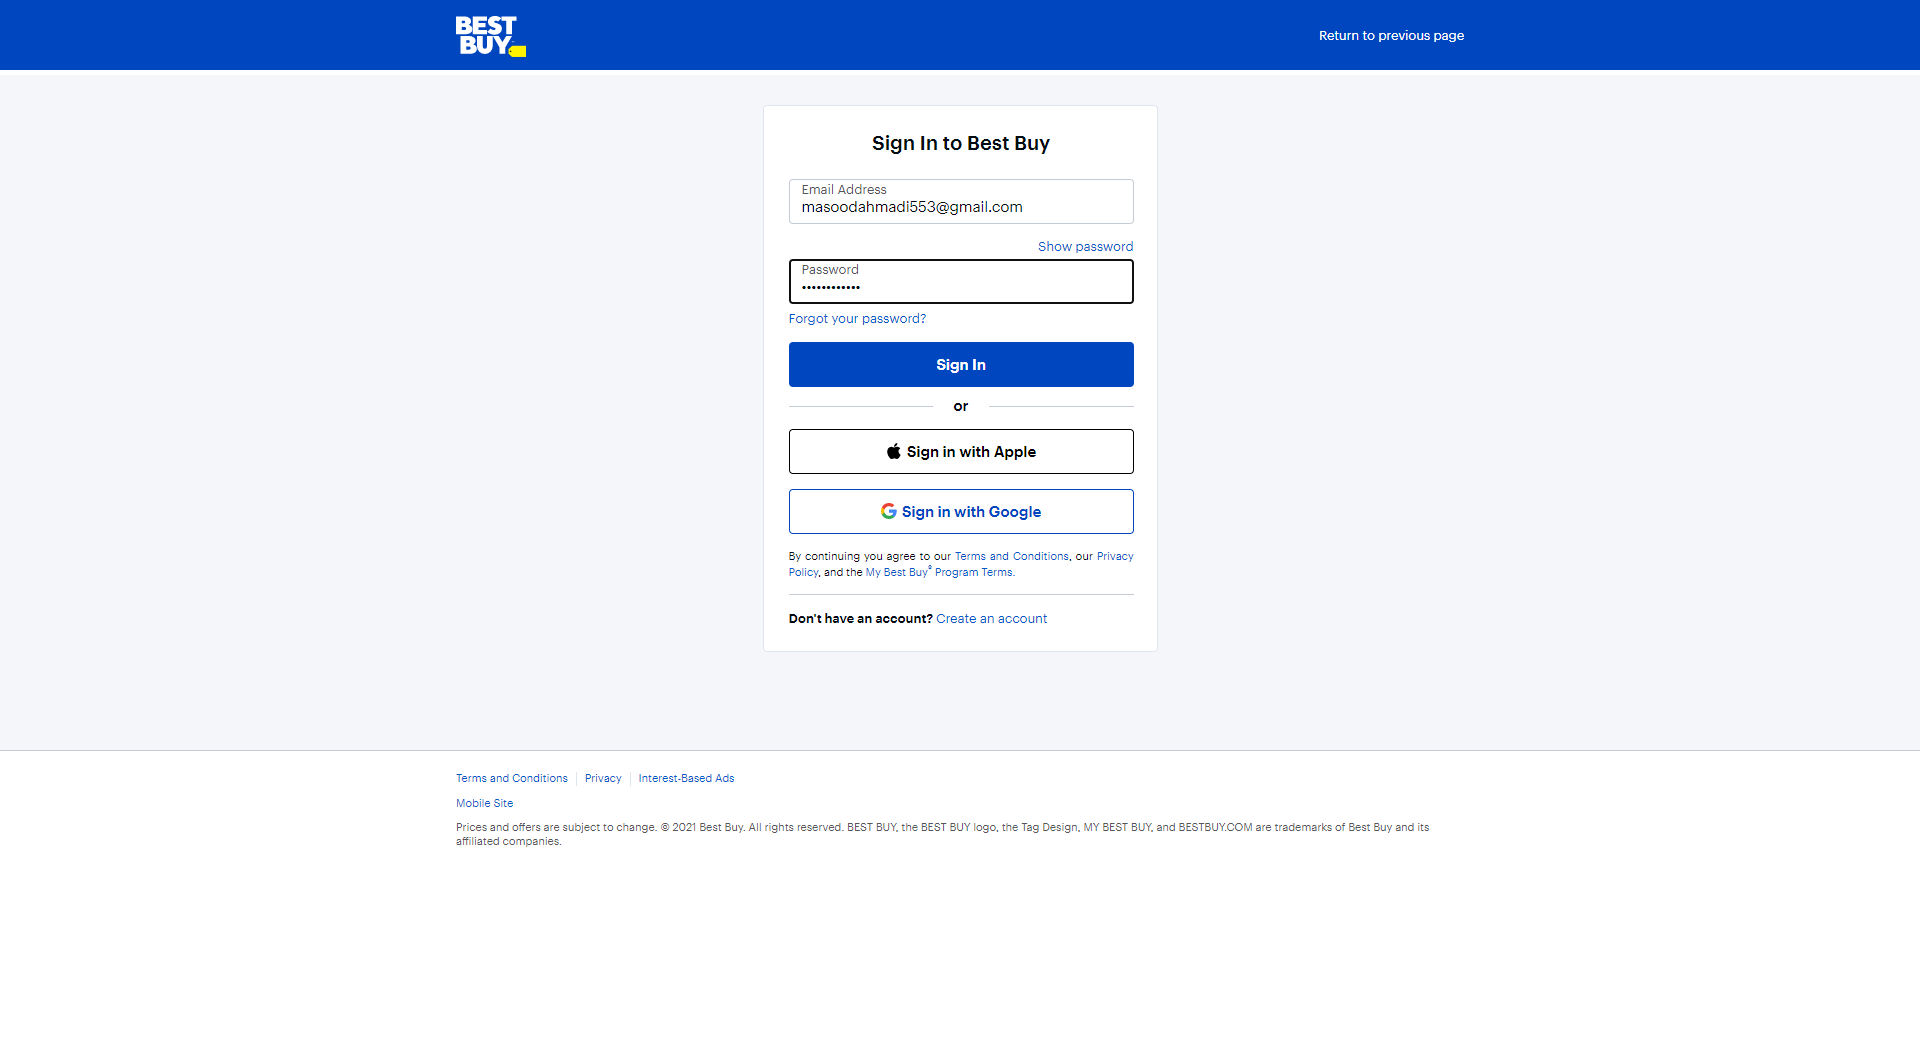 BEST
BUY
Return to previous page
Sign In to Best Buy
Email Address
masoodahmadi553@gmail.com
Show password
Password
••••••••••••
Forgot your password?
Sign In
or
Sign in with Apple
Sign in with Google
By continuing you agree to our Terms and Conditions, our Privacy
Policy, and the My Best Buy® Program Terms.
Don't have an account? Create an account
Terms and Conditions
Privacy
Interest-Based Ads
Mobile Site
Prices and offers are subject to change. © 2021 Best Buy. All rights reserved. BEST BUY, the BEST BUY logo, the Tag Design, MY BEST BUY, and BESTBUY.COM are trademarks of Best Buy and its
affiliated companies.